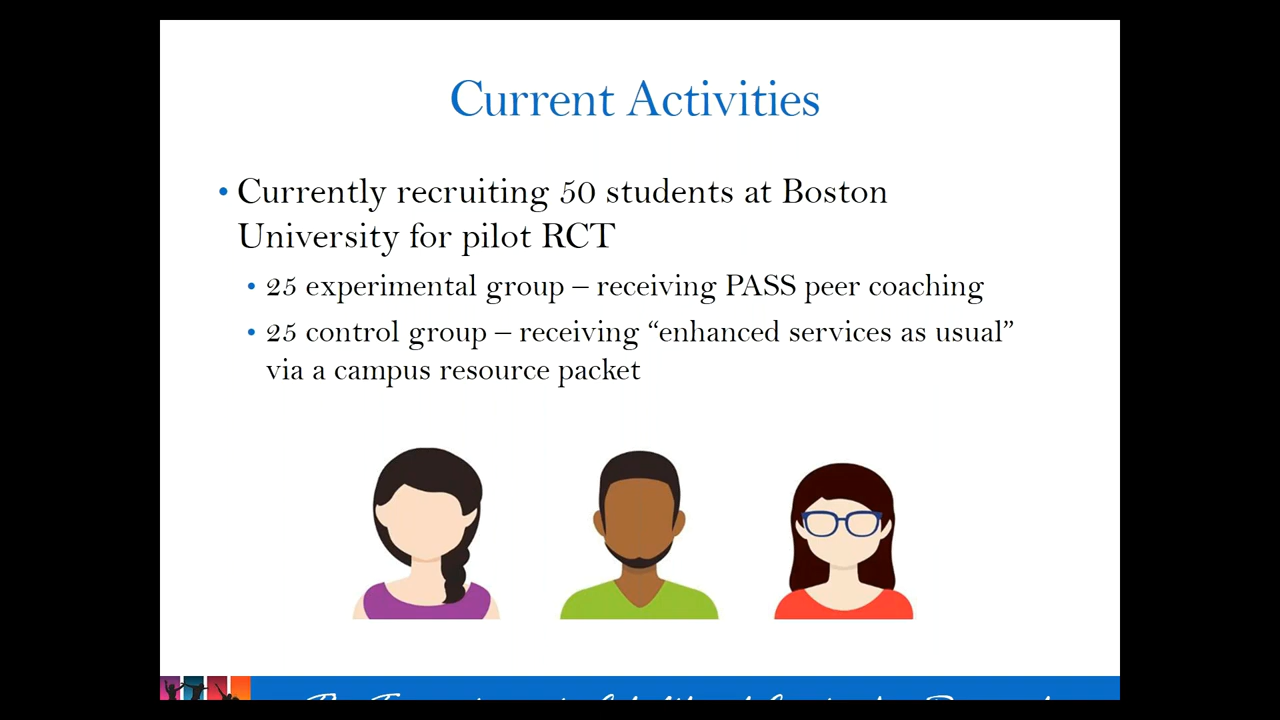 Current Activities
• Currently recruiting 50 students at Boston
University for pilot RCT
• 25 experimental group – receiving PASS peer coaching
• 25 control group – receiving “enhanced services as usual”
via a campus resource packet